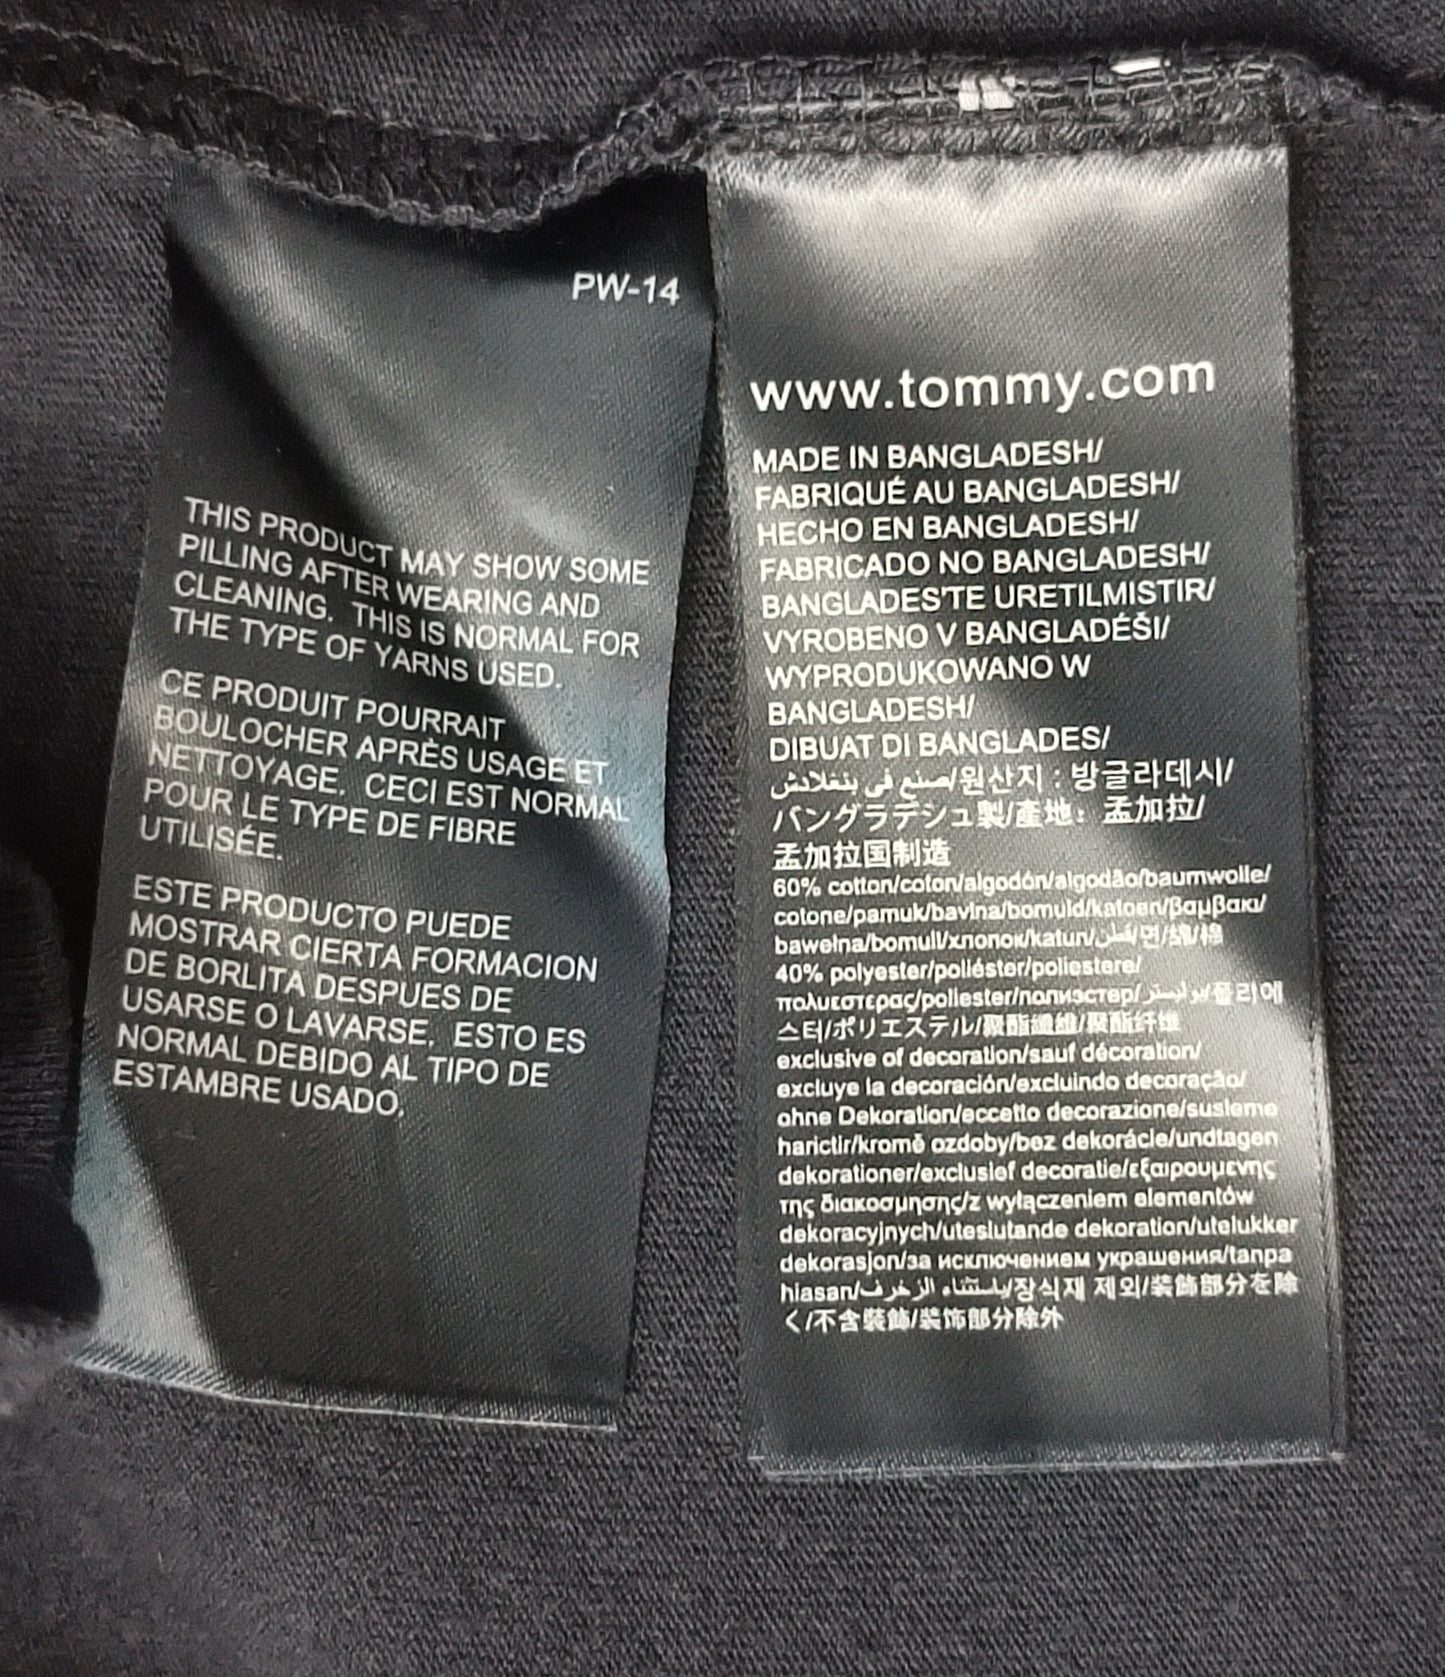 PW-14
THIS PRODUCT MAY SHOW SOME
PILLING AFTER WEARING AND
CLEANING. THIS IS NORMAL FOR
THE TYPE OF YARNS USED.
CE PRODUIT POURRAIT
BOULOCHER APRÈS USAGE ET
NETTOYAGE. CECI EST NORMAL
POUR LE TYPE DE FIBRE
UTILISÉE.
ESTE PRODUCTO PUEDE
MOSTRAR CIERTA FORMACION
DE BORLITA DESPUES DE
USARSE O LAVARSE. ESTO ES
NORMAL DEBIDO AL TIPO DE
ESTAMBRE USADO.
www.tommy.com
MADE IN BANGLADESH/
FABRIQUÉ AU BANGLADESH/
HECHO EN BANGLADESH/
FABRICADO NO BANGLADESH/
BANGLADES'TE URETILMISTIR/
VYROBENO V BANGLADÉŠI/
WYPRODUKOWANO W
BANGLADESH/
DIBUAT DI BANGLADES/
صنع في بنغلاتش/원산지 : 방글라데시/
バングラデシュ製/產地: 孟加拉/
孟加拉国制造
60% cotton/coton/algodón/algodão/baumwolle/
cotone/pamuk/bavlna/bomuld/katoen/βαμβακι/
bawełna/bomull/хлопок/katun/قطن/면/綿/棉
40% polyester/poliéster/poliestere/
πολυεστερας/poliester/полиэстер/بوليستر/폴리에
스터/ポリエステル/聚酯纖維/聚酯纤维
exclusive of decoration/sauf décoration/
excluye la decoración/excluindo decoração/
ohne Dekoration/eccetto decorazione/susleme
harictir/kromě ozdoby/bez dekorácie/undtagen
dekorationer/exclusief decoratie/εξαιρουμενης
της διακοσμησης/z wyłączeniem elementów
dekoracyjnych/uteslutande dekoration/utelukker
dekorasjon/за исключением украшения/tanpa
hiasan/باستثناء الزخرف/장식재 제외/装飾部分を除
く/不含裝飾/装饰部分除外